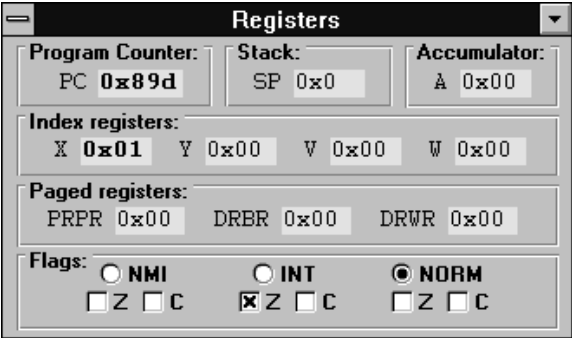 Registers
Program Counter: Stack: Accumulator:
PC 0x89d SP 0x0 A 0x00
Index registers:
X 0x01 Y 0x00 V 0x00 W 0x00
Paged registers:
PRPR 0x00 DRBR 0x00 DRWR 0x00
Flags: NMI INT NORM
Z C Z C Z C